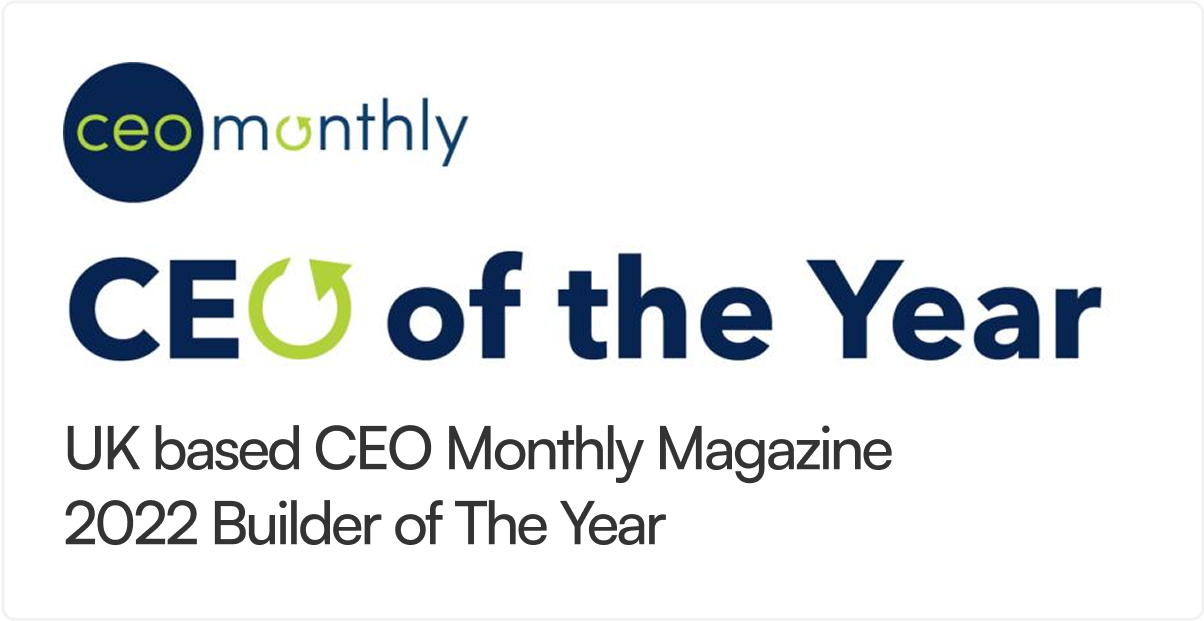 ceo monthly
CEO of the Year
UK based CEO Monthly Magazine
2022 Builder of The Year